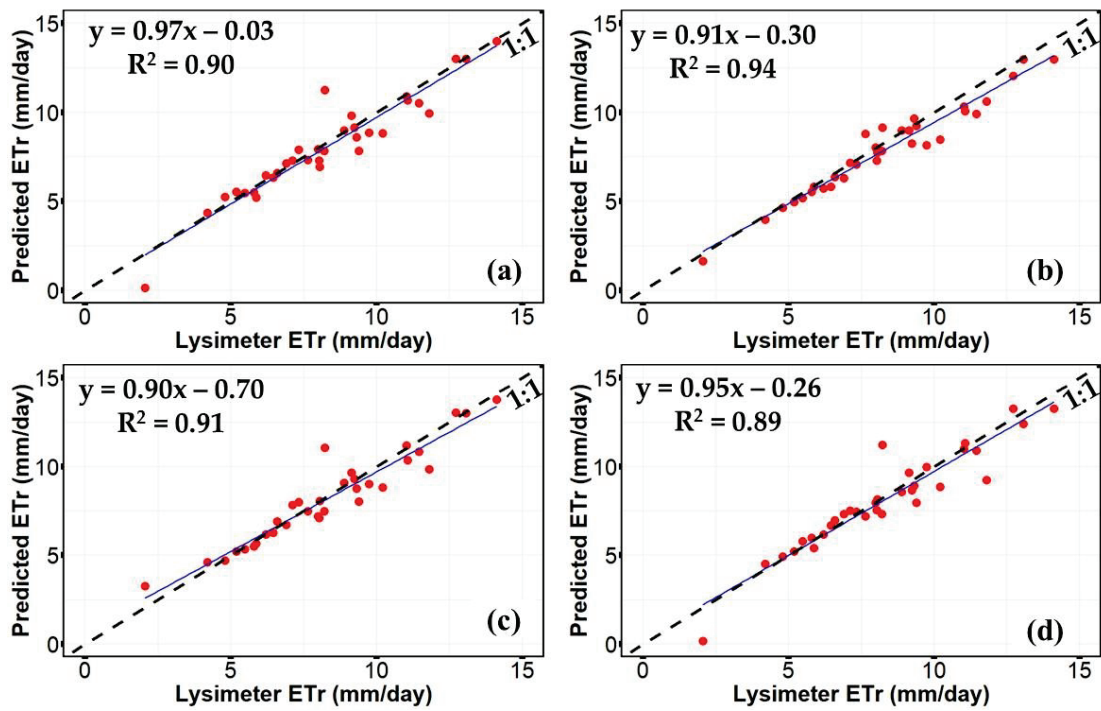 y = 0.97x – 0.03
R² = 0.90
1:1
15
10
5
0
Predicted ETr (mm/day)
(a)
0 5 10 15
Lysimeter ETr (mm/day)
y = 0.91x – 0.30
R² = 0.94
1:1
15
10
5
0
Predicted ETr (mm/day)
(b)
0 5 10 15
Lysimeter ETr (mm/day)
y = 0.90x – 0.70
R² = 0.91
1:1
15
10
5
0
Predicted ETr (mm/day)
(c)
0 5 10 15
Lysimeter ETr (mm/day)
y = 0.95x – 0.26
R² = 0.89
1:1
15
10
5
0
Predicted ETr (mm/day)
(d)
0 5 10 15
Lysimeter ETr (mm/day)